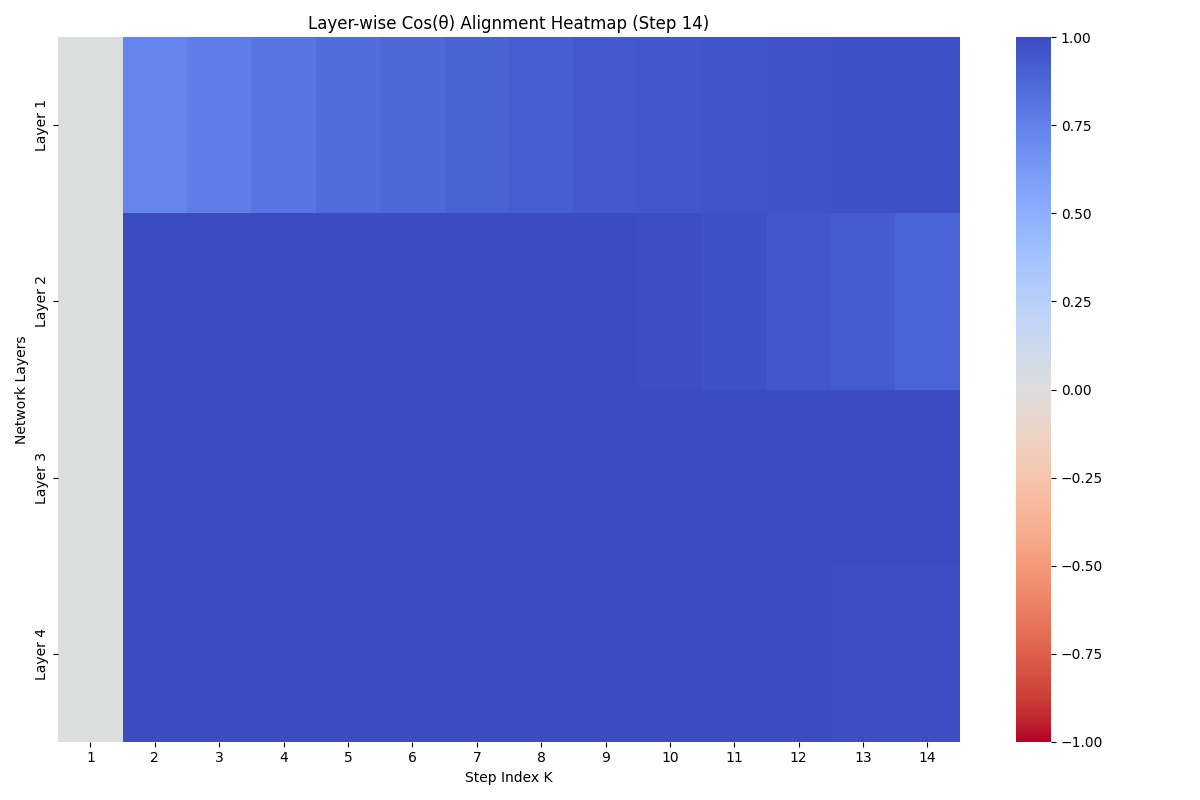 Layer-wise Cos(θ) Alignment Heatmap (Step 14)
Network Layers
Layer 1
Layer 2
Layer 3
Layer 4
1 2 3 4 5 6 7 8 9 10 11 12 13 14
Step Index K
1.00
0.75
0.50
0.25
0.00
−0.25
−0.50
−0.75
−1.00